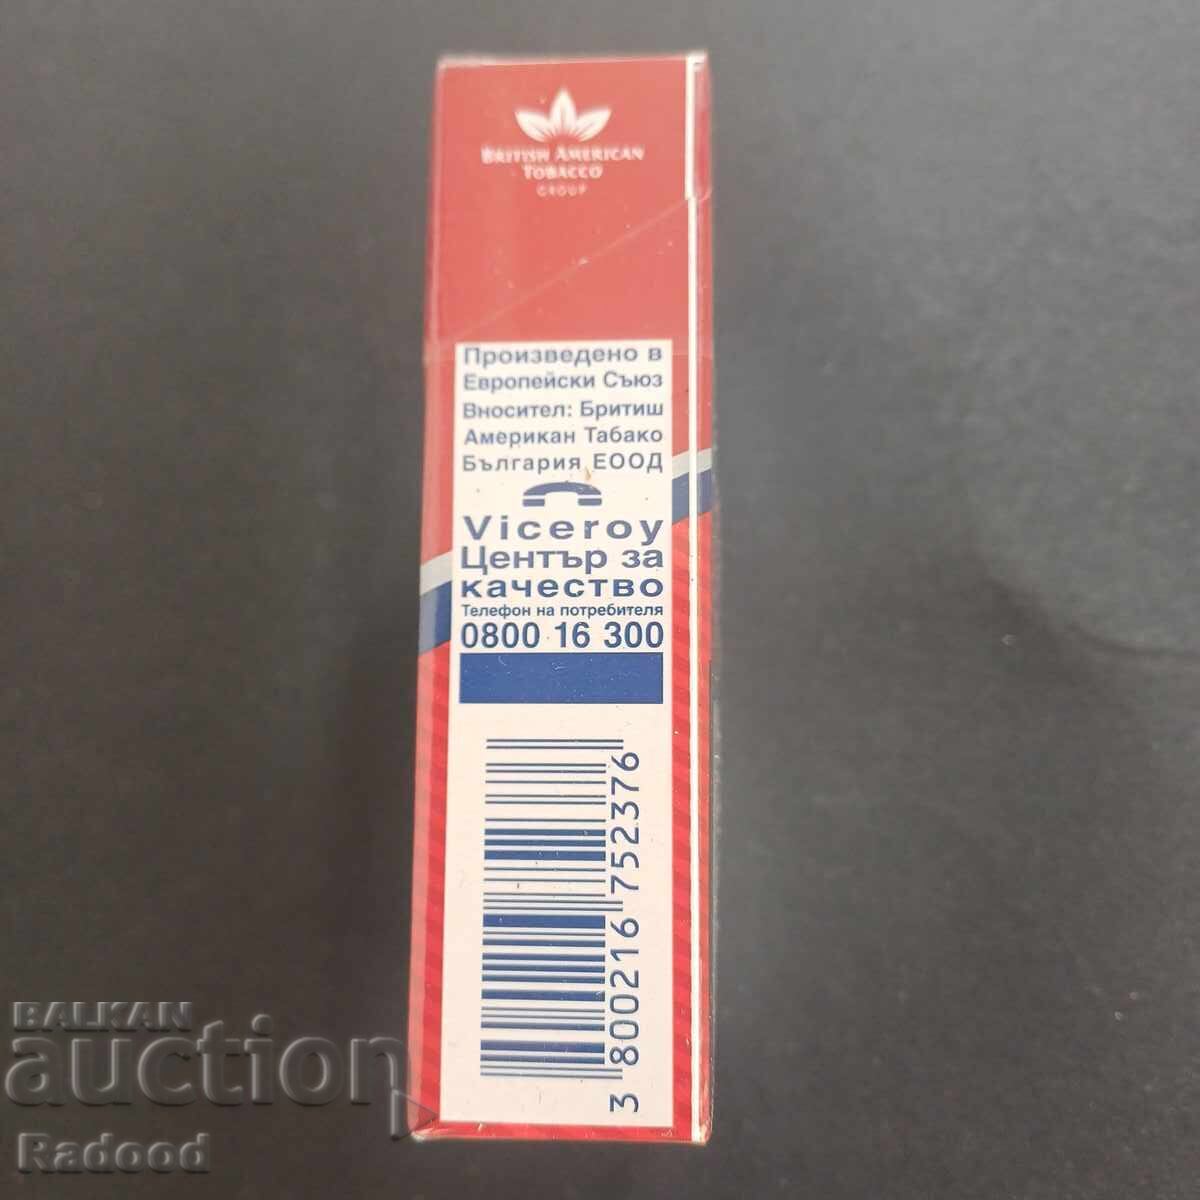 BRITISH AMERICAN
TOBACCO
GROUP
Произведено в
Европейски Съюз
Вносител: Бритиш
Американ Табако
България ЕООД
Viceroy
Център за
качество
Телефон на потребителя
0800 16 300
3 800216 752376
BALKAN
auction
Radood